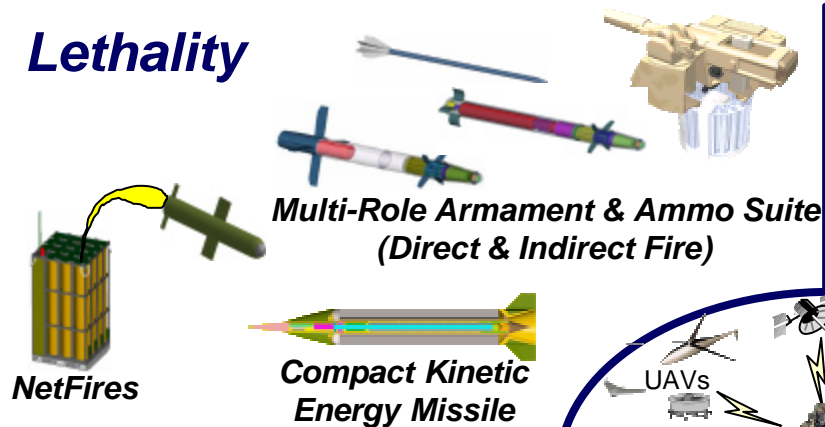 Lethality
Multi-Role Armament & Ammo Suite
(Direct & Indirect Fire)
NetFires
Compact Kinetic
Energy Missile
UAVs